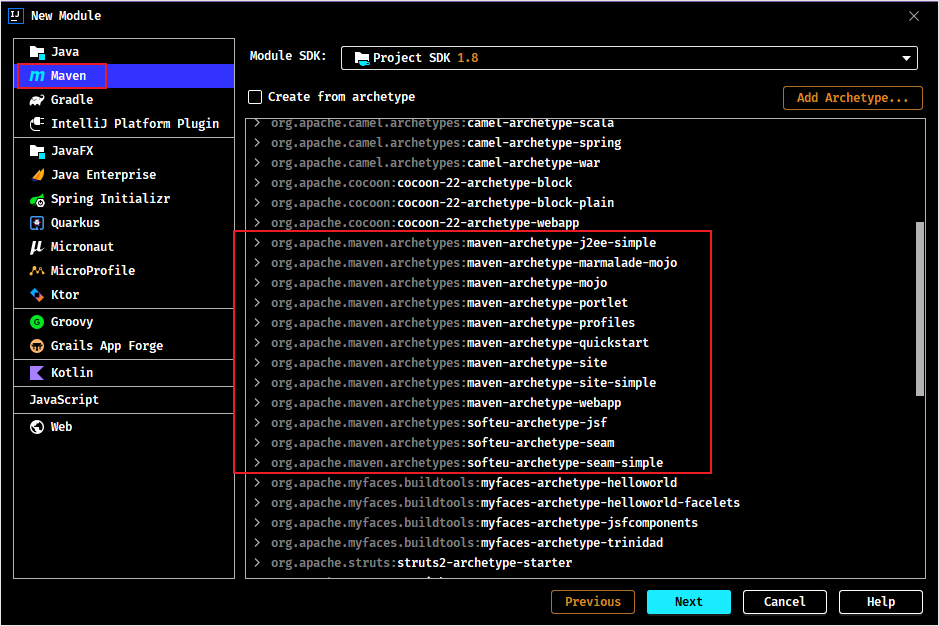 New Module
Java
Maven
Gradle
IntelliJ Platform Plugin
JavaFX
Java Enterprise
Spring Initializr
Quarkus
Micronaut
MicroProfile
Ktor
Groovy
Grails App Forge
Kotlin
JavaScript
Web
Module SDK: Project SDK 1.8
Create from archetype
Add Archetype...
org.apache.camel.archetypes:camel-archetype-scala
org.apache.camel.archetypes:camel-archetype-spring
org.apache.camel.archetypes:camel-archetype-war
org.apache.cocoon:cocoon-22-archetype-block
org.apache.cocoon:cocoon-22-archetype-block-plain
org.apache.cocoon:cocoon-22-archetype-webapp
org.apache.maven.archetypes:maven-archetype-j2ee-simple
org.apache.maven.archetypes:maven-archetype-marmalade-mojo
org.apache.maven.archetypes:maven-archetype-mojo
org.apache.maven.archetypes:maven-archetype-portlet
org.apache.maven.archetypes:maven-archetype-profiles
org.apache.maven.archetypes:maven-archetype-quickstart
org.apache.maven.archetypes:maven-archetype-site
org.apache.maven.archetypes:maven-archetype-site-simple
org.apache.maven.archetypes:maven-archetype-webapp
org.apache.maven.archetypes:softeu-archetype-jsf
org.apache.maven.archetypes:softeu-archetype-seam
org.apache.maven.archetypes:softeu-archetype-seam-simple
org.apache.myfaces.buildtools:myfaces-archetype-helloworld
org.apache.myfaces.buildtools:myfaces-archetype-helloworld-facelets
org.apache.myfaces.buildtools:myfaces-archetype-jsfcomponents
org.apache.myfaces.buildtools:myfaces-archetype-trinidad
org.apache.struts:struts2-archetype-starter
Previous
Next
Cancel
Help